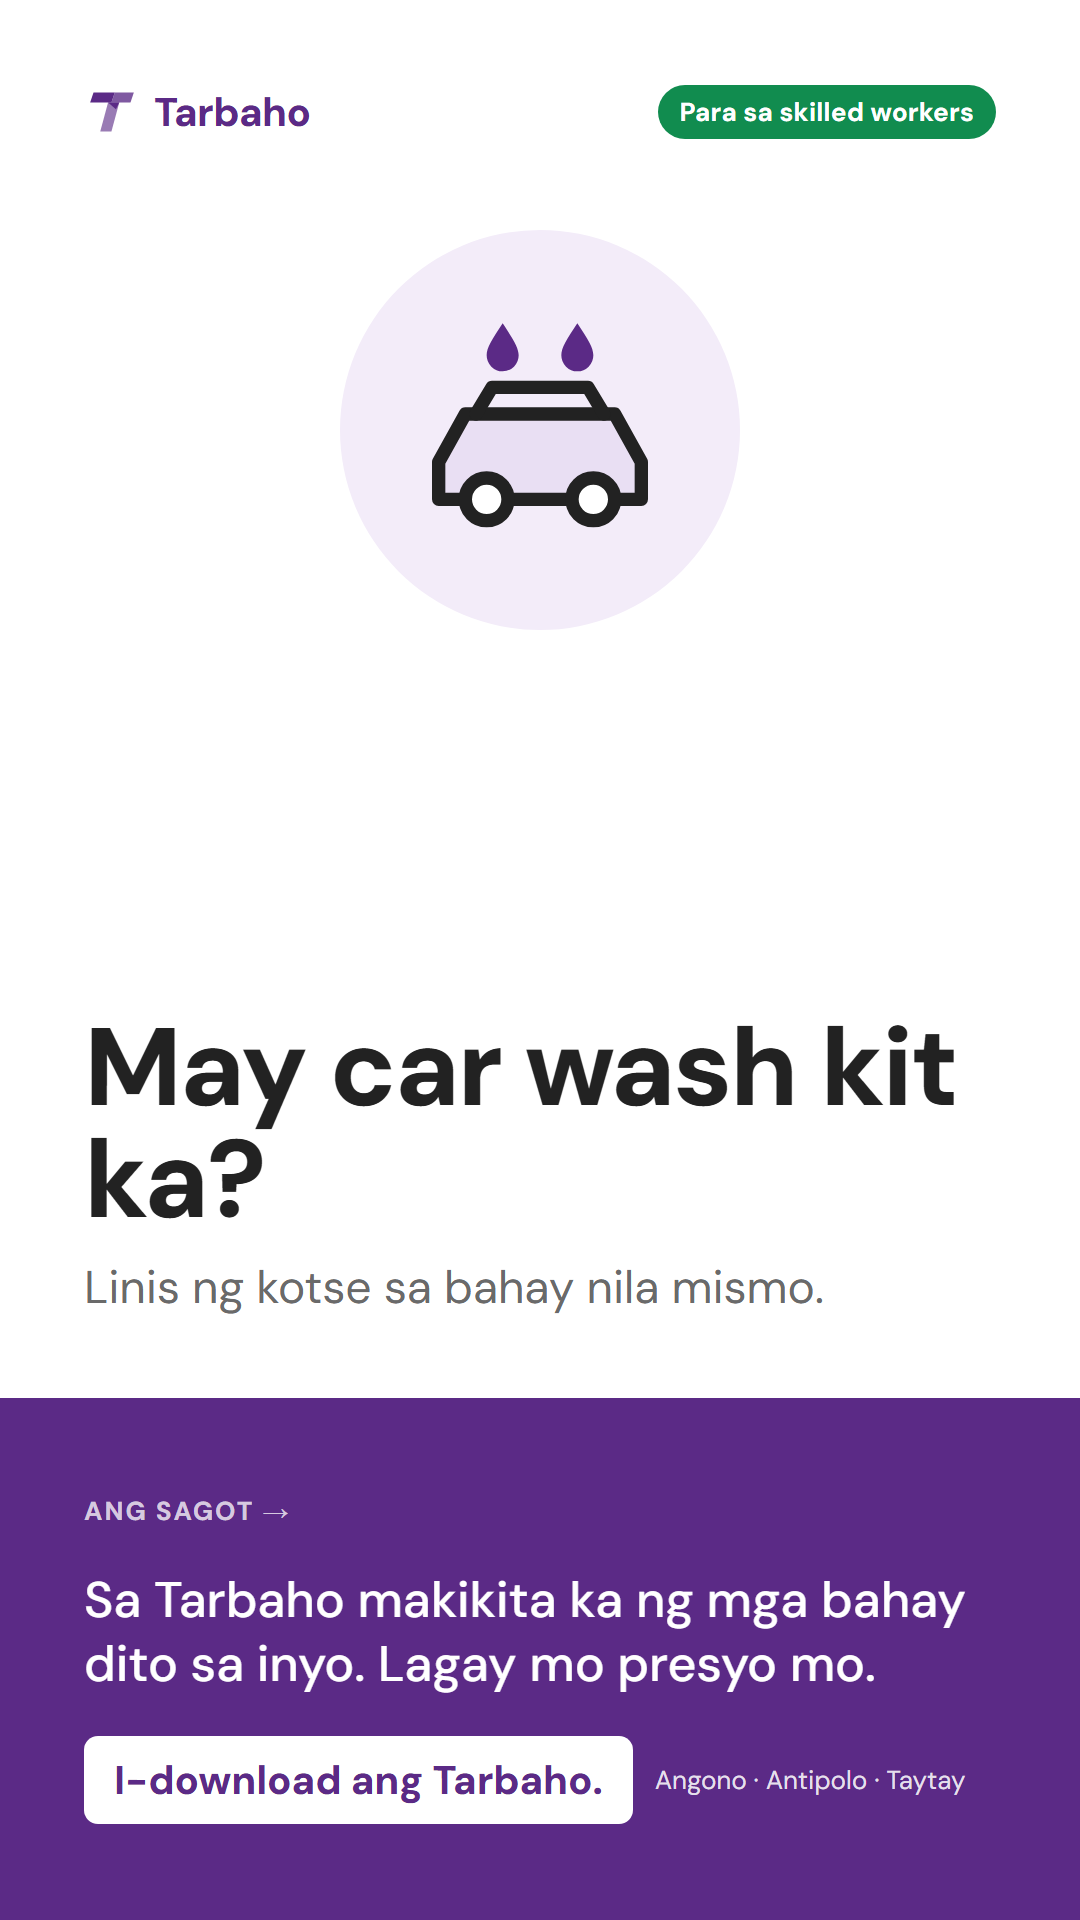 Tarbaho
Para sa skilled workers
May car wash kit
ka?
Linis ng kotse sa bahay nila mismo.
ANG SAGOT →
Sa Tarbaho makikita ka ng mga bahay
dito sa inyo. Lagay mo presyo mo.
I-download ang Tarbaho.
Angono · Antipolo · Taytay